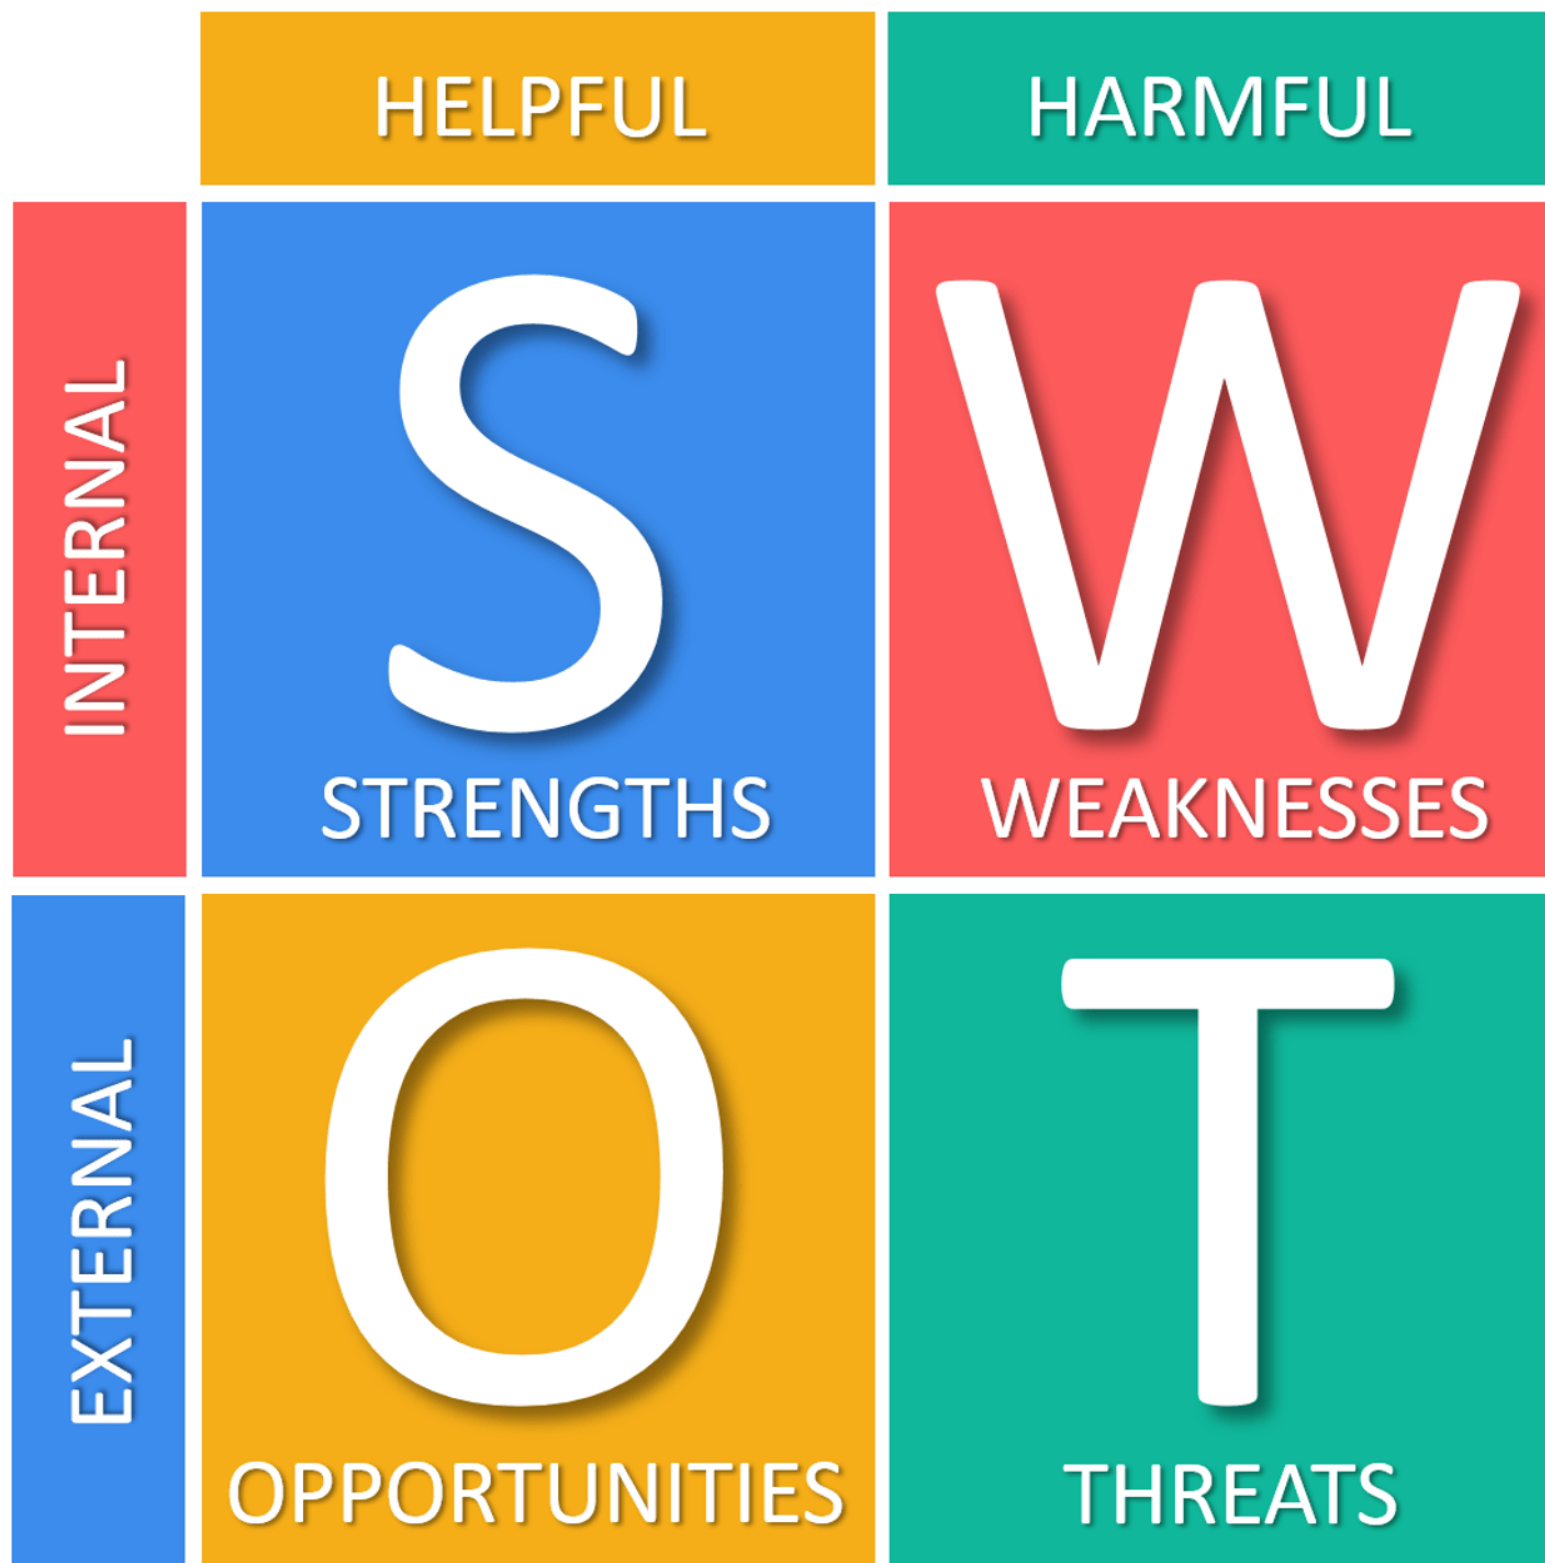 HELPFUL
HARMFUL
INTERNAL
S
STRENGTHS
W
WEAKNESSES
EXTERNAL
O
OPPORTUNITIES
T
THREATS